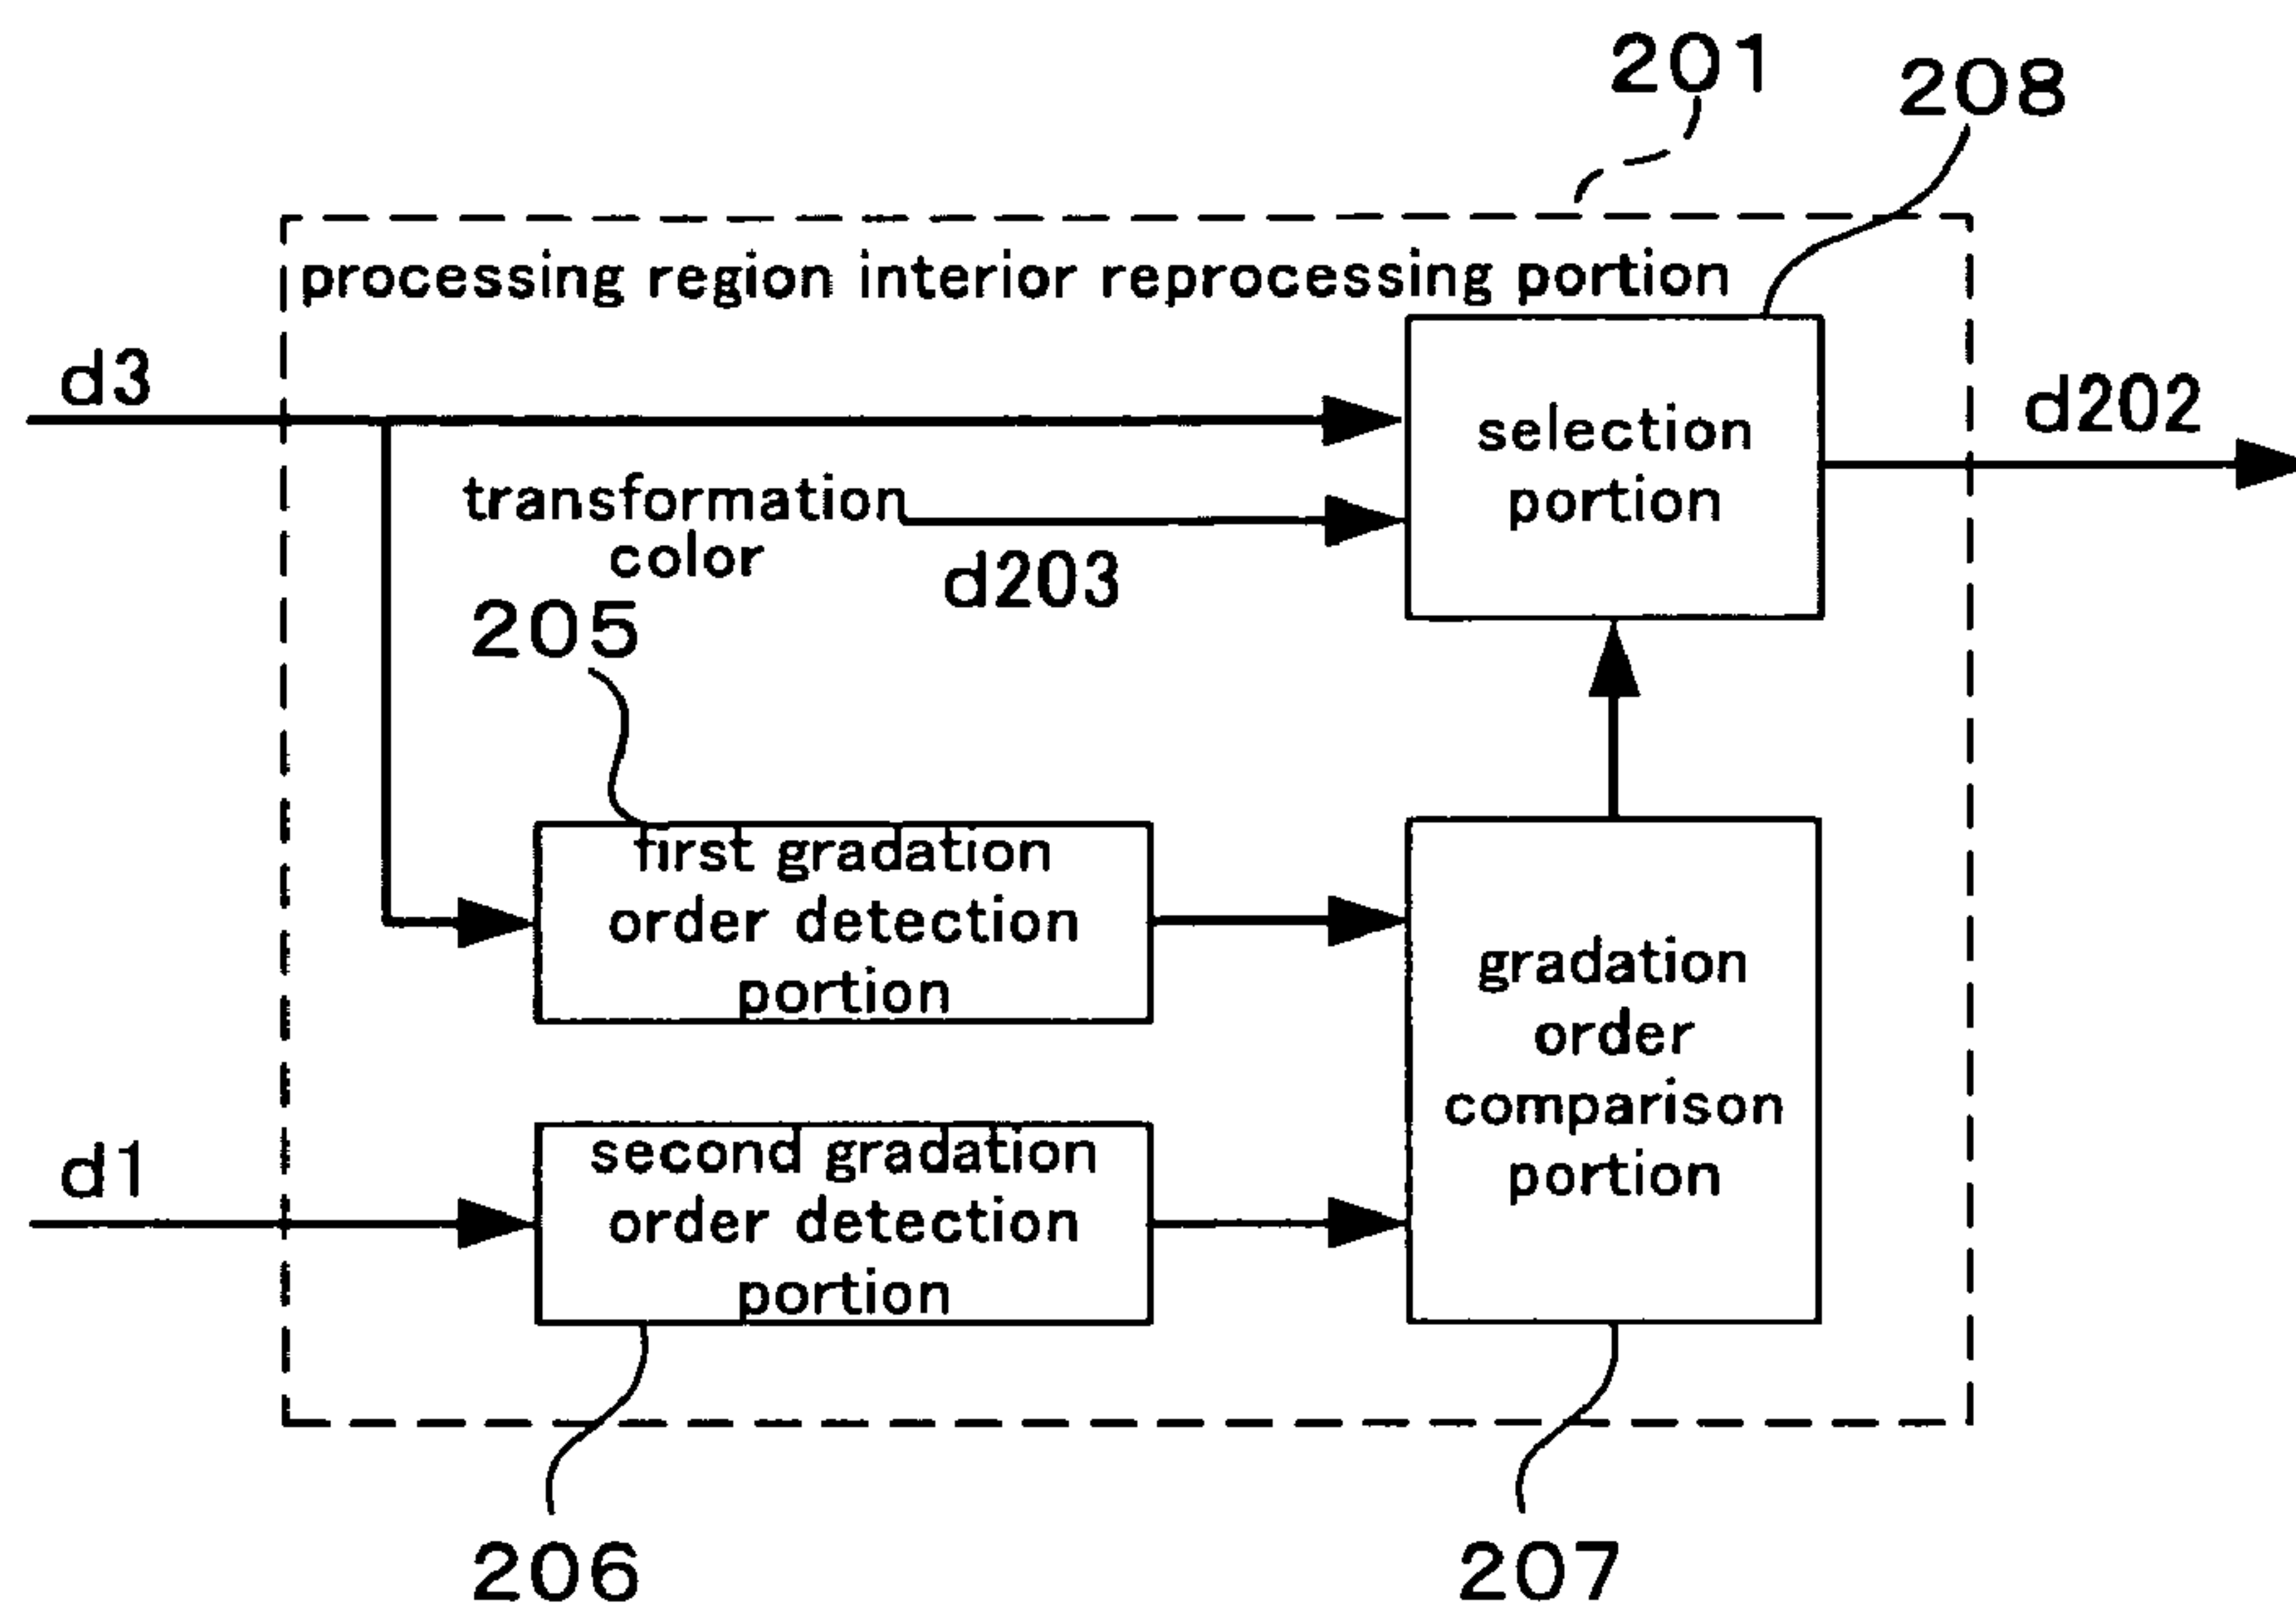 201
208
processing region interior reprocessing portion
d3
selection
portion
d202
transformation
color
d203
205
first gradation
order detection
portion
gradation
order
comparison
portion
d1
second gradation
order detection
portion
206
207